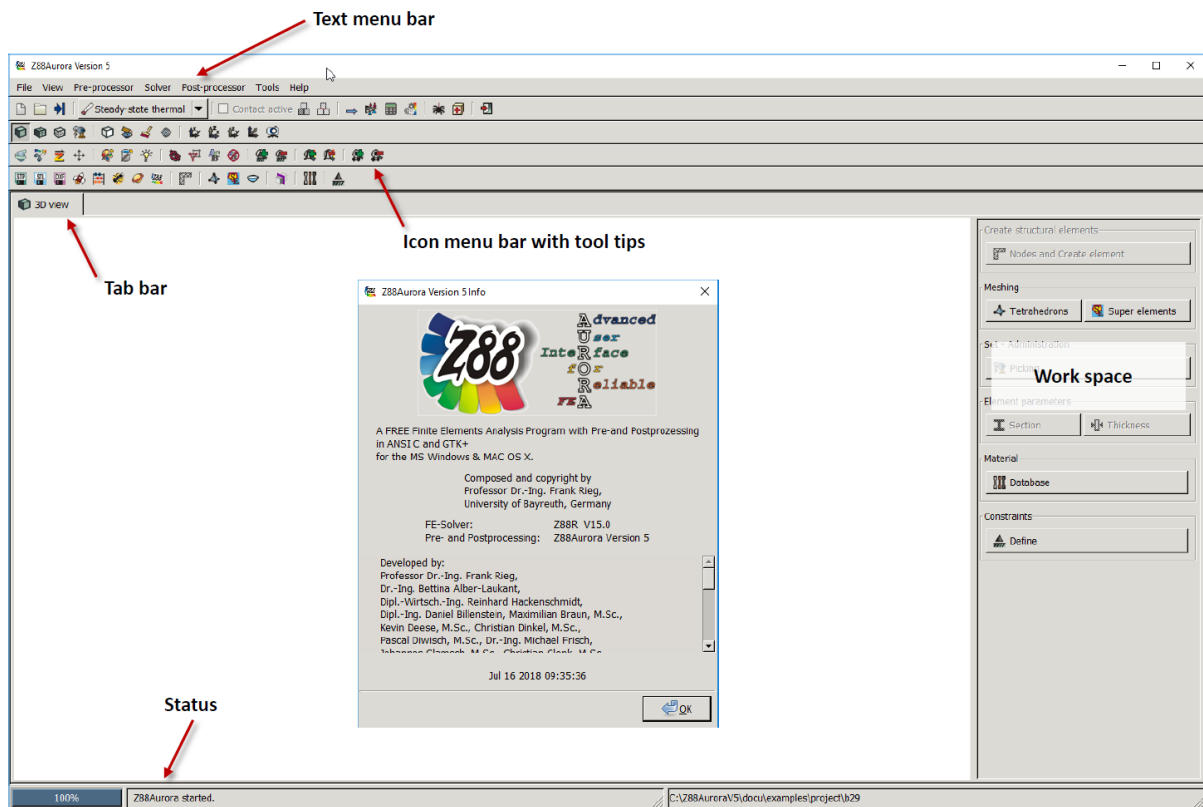 Text menu bar
Z88Aurora Version 5
File View Pre-processor Solver Post-processor Tools Help
Steady-state thermal
Contact active
3D view
Icon menu bar with tool tips
Tab bar
Create structural elements
Nodes and Create element
Meshing
Tetrahedrons
Super elements
Work space
Element parameters
Section
Thickness
Material
Database
Constraints
Define
Z88Aurora Version 5 Info
Z88
Advanced
User
InteRface
fOr
Reliable
FEA
A FREE Finite Elements Analysis Program with Pre-and Postprozessing
in ANSI C and GTK+
for the MS Windows & MAC OS X.
Composed and copyright by
Professor Dr.-Ing. Frank Rieg,
University of Bayreuth, Germany
FE-Solver: Z88R V15.0
Pre- and Postprocessing: Z88Aurora Version 5
Developed by:
Professor Dr.-Ing. Frank Rieg,
Dr.-Ing. Bettina Alber-Laukant,
Dipl.-Wirtsch.-Ing. Reinhard Hackenschmidt,
Dipl.-Ing. Daniel Billenstein, Maximilian Braun, M.Sc.,
Kevin Deese, M.Sc., Christian Dinkel, M.Sc.,
Pascal Diwisch, M.Sc., Dr.-Ing. Michael Frisch,
Jul 16 2018 09:35:36
OK
Status
100%
Z88Aurora started.
C:\Z88AuroraV5\docu\examples\project\b29